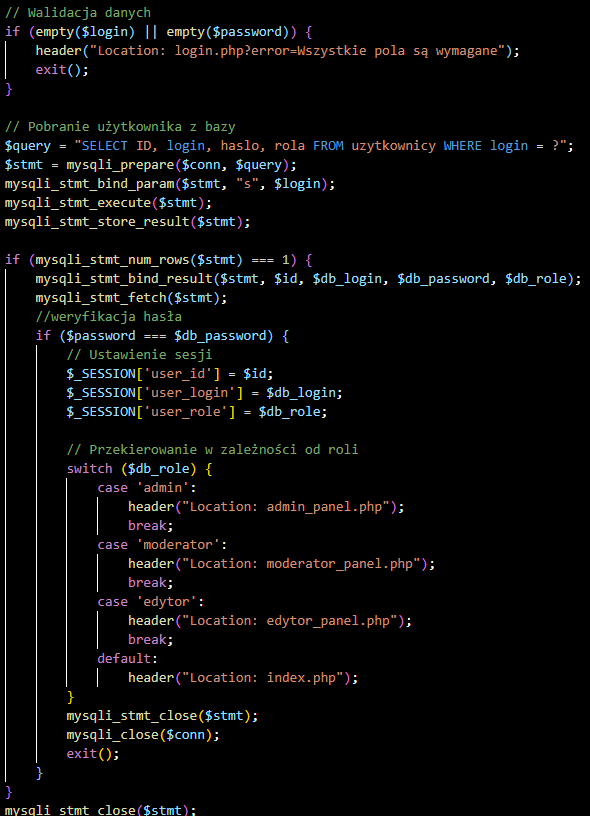 // Walidacja danych
if (empty($login) || empty($password)) {
    header("Location: login.php?error=Wszystkie pola są wymagane");
    exit();
}

// Pobranie użytkownika z bazy
$query = "SELECT ID, login, haslo, rola FROM uzytkownicy WHERE login = ?";
$stmt = mysqli_prepare($conn, $query);
mysqli_stmt_bind_param($stmt, "s", $login);
mysqli_stmt_execute($stmt);
mysqli_stmt_store_result($stmt);

if (mysqli_stmt_num_rows($stmt) === 1) {
    mysqli_stmt_bind_result($stmt, $id, $db_login, $db_password, $db_role);
    mysqli_stmt_fetch($stmt);
    //weryfikacja hasła
    if ($password === $db_password) {
        // Ustawienie sesji
        $_SESSION['user_id'] = $id;
        $_SESSION['user_login'] = $db_login;
        $_SESSION['user_role'] = $db_role;

        // Przekierowanie w zależności od roli
        switch ($db_role) {
            case 'admin':
                header("Location: admin_panel.php");
                break;
            case 'moderator':
                header("Location: moderator_panel.php");
                break;
            case 'edytor':
                header("Location: edytor_panel.php");
                break;
            default:
                header("Location: index.php");
        }
        mysqli_stmt_close($stmt);
        mysqli_close($conn);
        exit();
    }
}
mysqli_stmt_close($stmt);